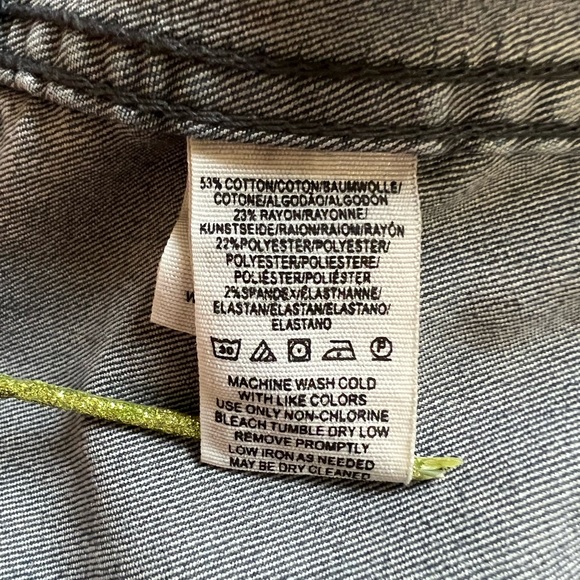 53% COTTON/COTON/BAUMWOLLE/
COTONE/ALGODÃO/ALGODÓN
23% RAYON/RAYONNE/
KUNSTSEIDE/RAION/RAIOM/RAYÓN
22%POLYESTER/POLYESTER/
POLYESTER/POLIESTERE/
POLIÉSTER/POLIÉSTER
2%SPANDEX/ÉLASTHANNE/
ELASTAN/ELASTAN/ELASTANO/
ELASTANO
30 P
MACHINE WASH COLD
WITH LIKE COLORS
USE ONLY NON-CHLORINE
BLEACH TUMBLE DRY LOW
REMOVE PROMPTLY
LOW IRON AS NEEDED
MAY BE DRY CLEANED